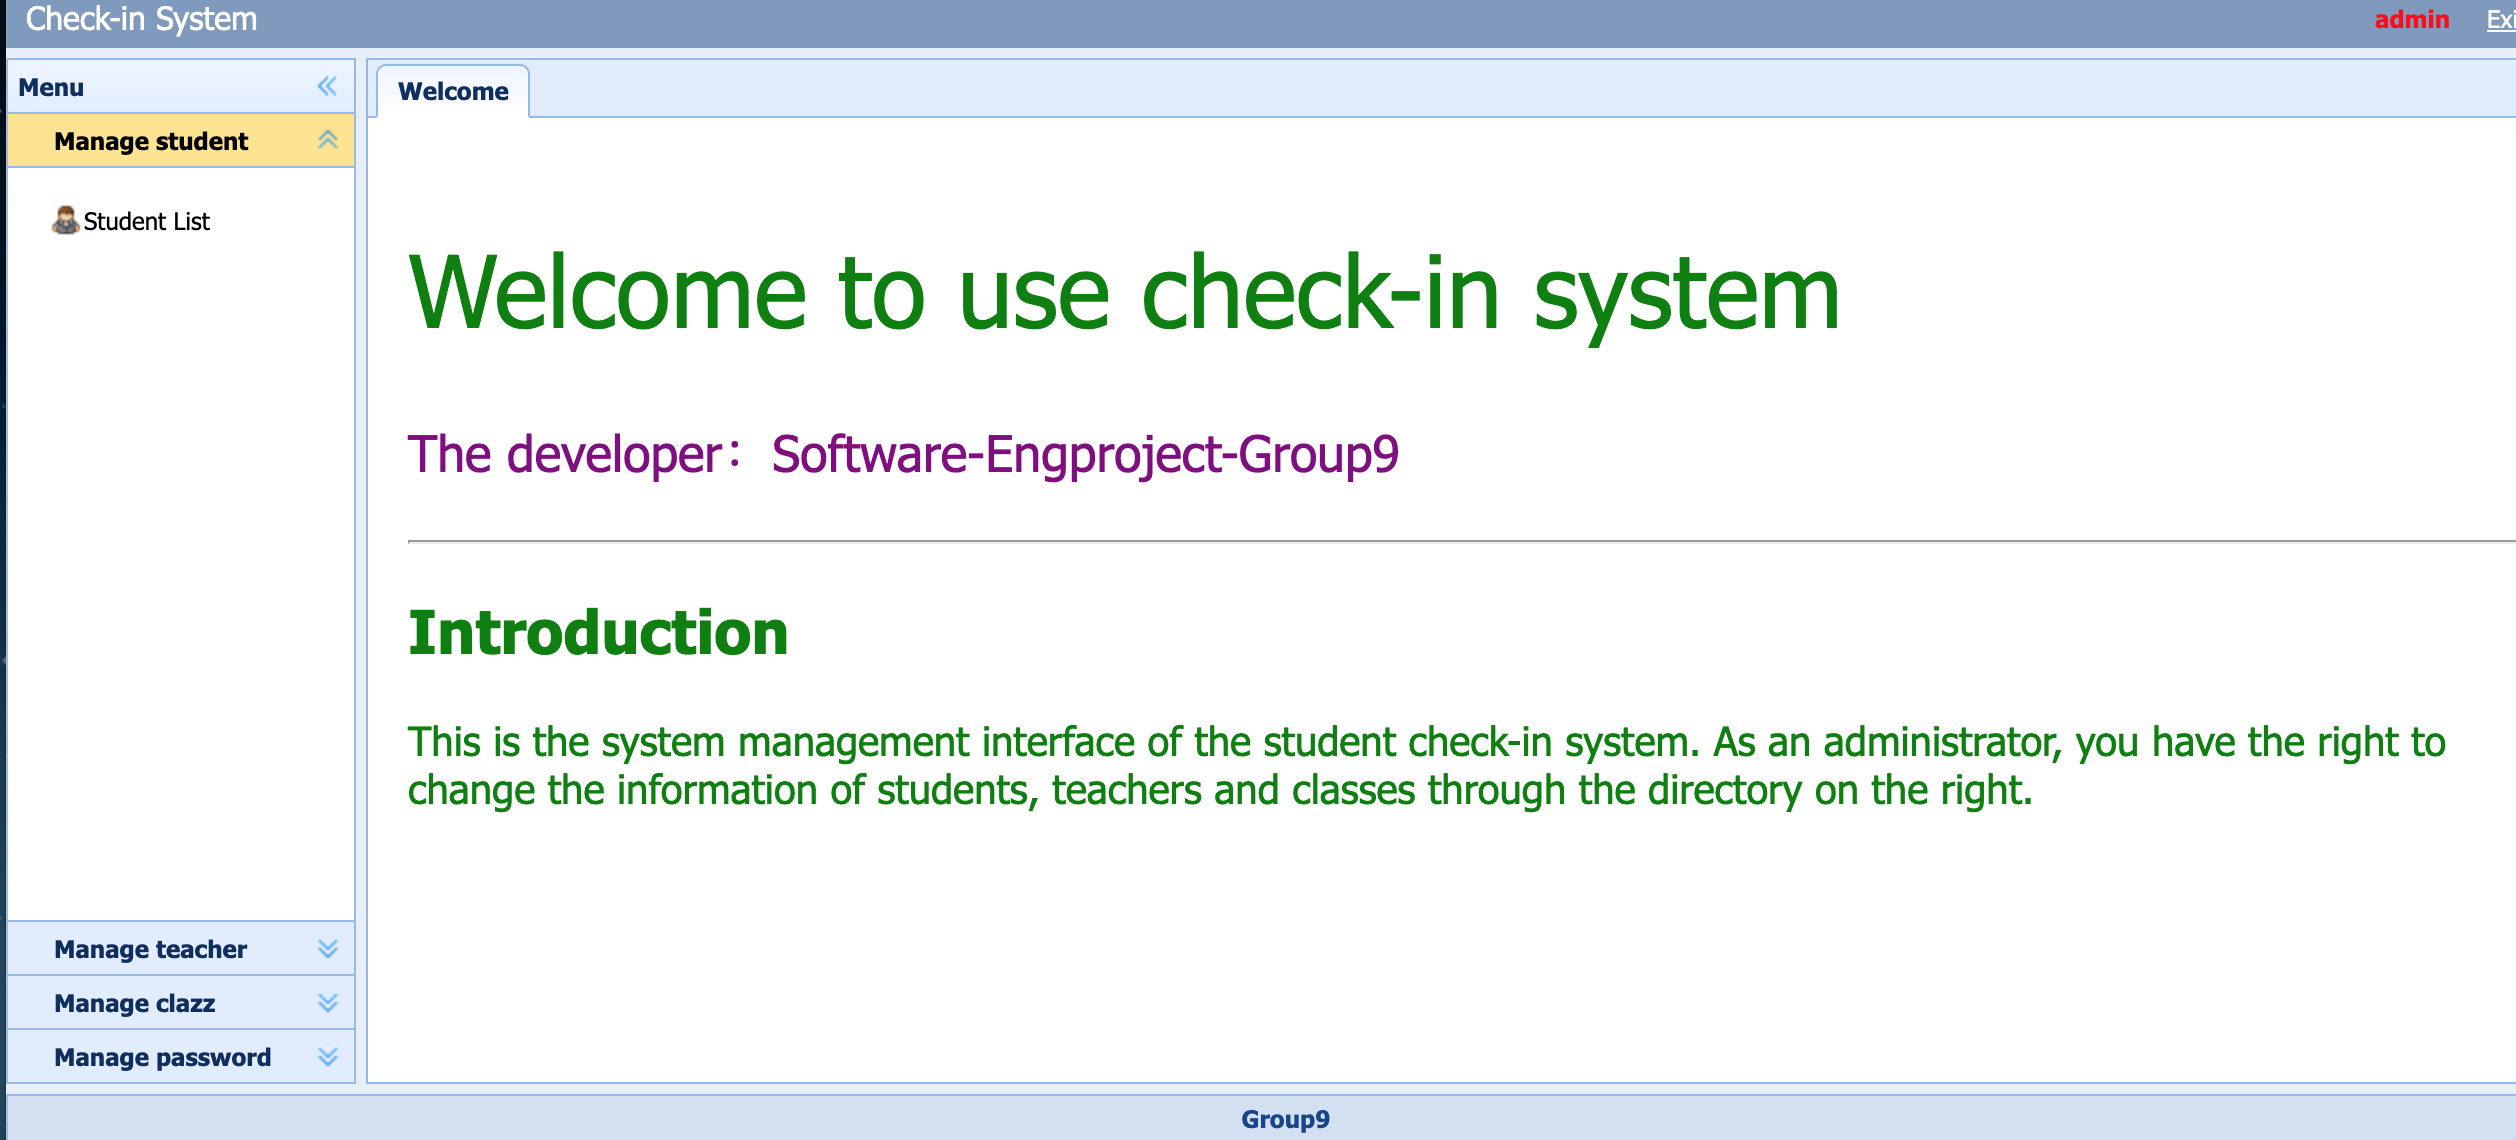 Check-in System
admin
Menu
Welcome
Manage student
Student List
Welcome to use check-in system
The developer： Software-Engproject-Group9
Introduction
This is the system management interface of the student check-in system. As an administrator, you have the right to
change the information of students, teachers and classes through the directory on the right.
Manage teacher
Manage clazz
Manage password
Group9